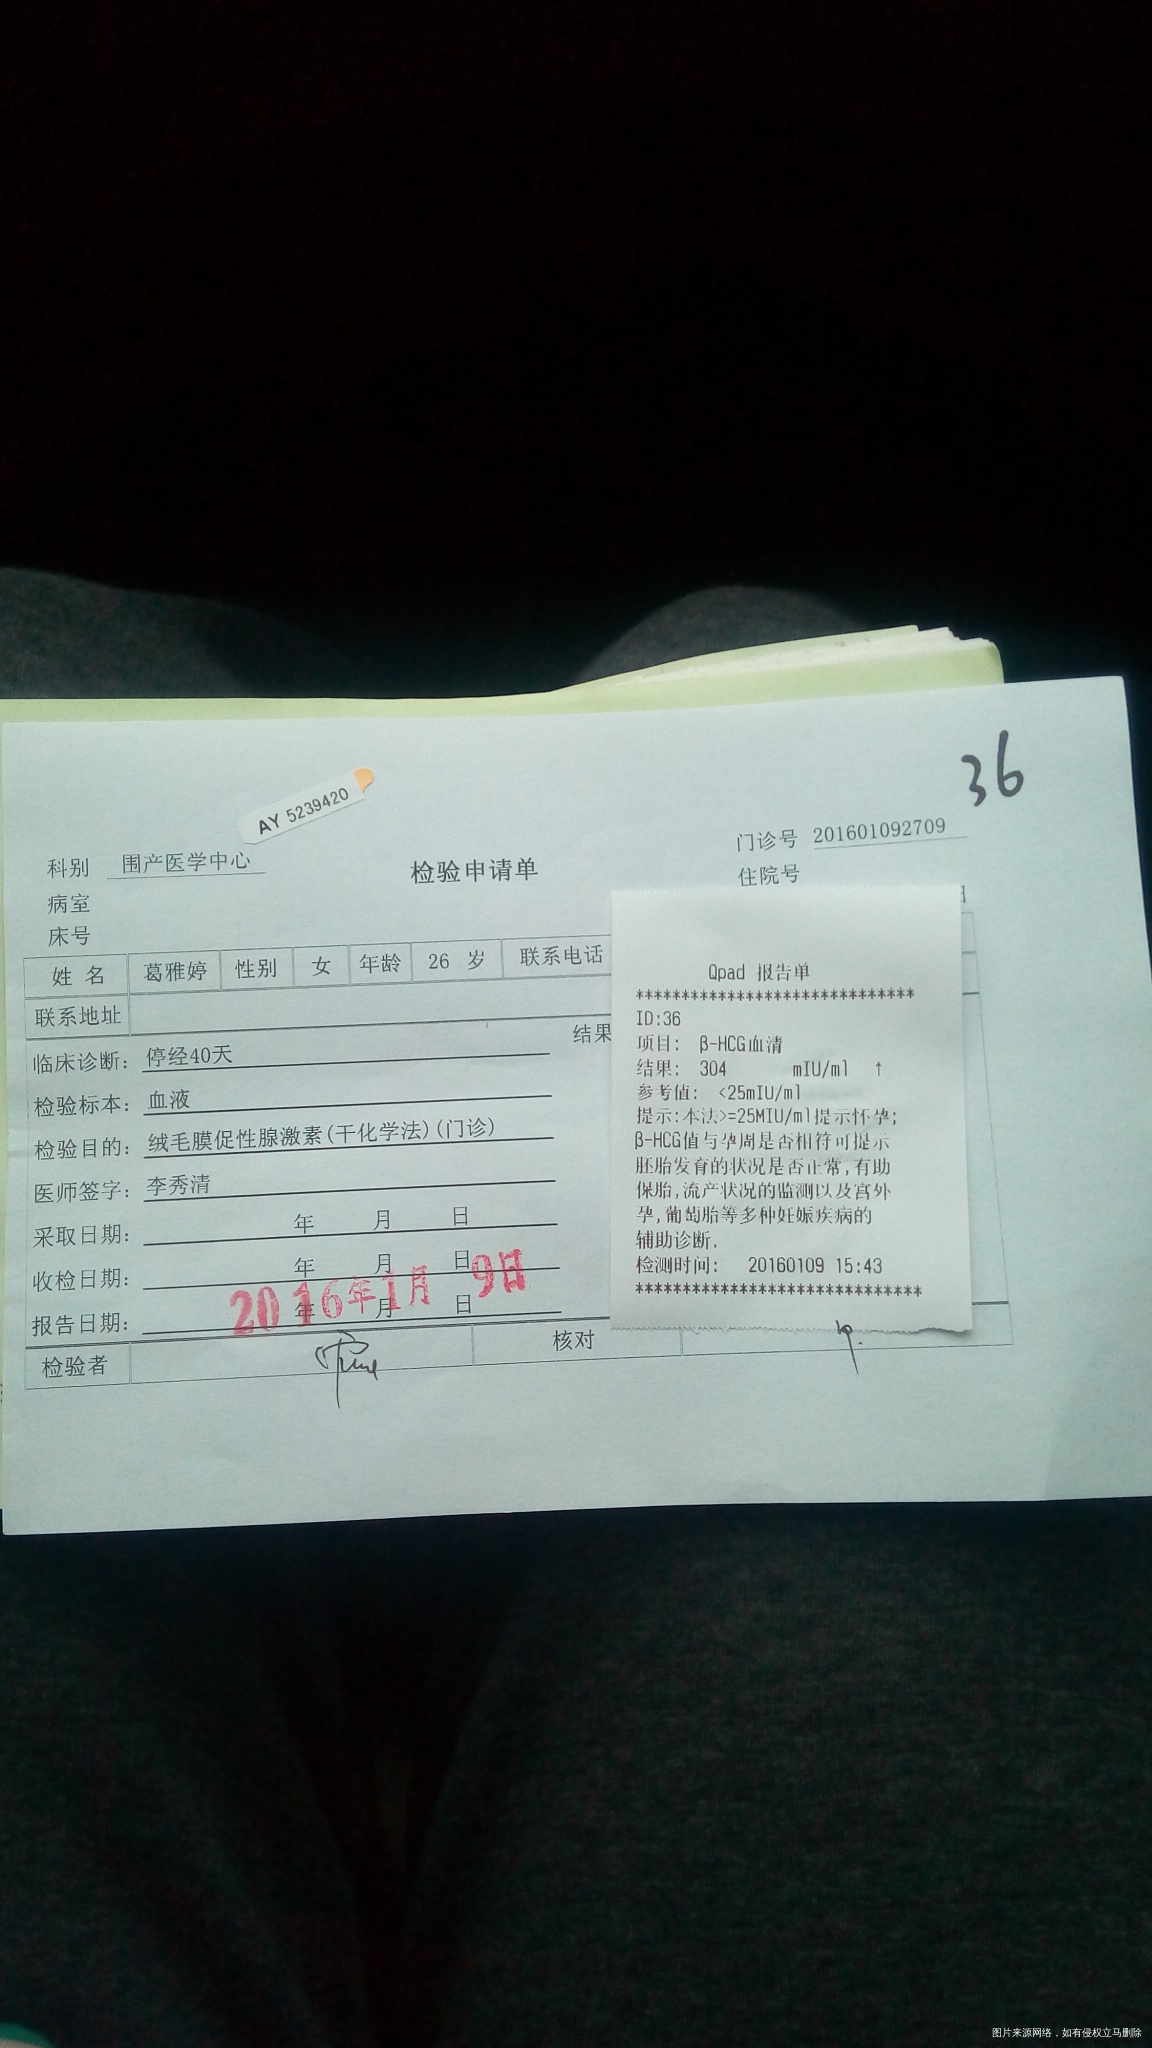 36
AY 5239420
门诊号 201601092709
科别 围产医学中心
检验申请单
住院号
病室
床号
日
姓 名 葛雅婷 性别 女 年龄 26 岁 联系电话
联系地址
结果
临床诊断：停经40天
检验标本：血液
检验目的：绒毛膜促性腺激素(干化学法)(门诊)
医师签字：李秀清
采取日期： 年 月 日
收检日期： 年 月 日
报告日期： 年 月 日
2016年1月 9日
检验者
核对
Qpad 报告单
*******************************
ID:36
项目: β-HCG血清
结果: 304 mIU/ml ↑
参考值: <25mIU/ml
提示:本法>=25MIU/ml提示怀孕;
β-HCG值与孕周是否相符可提示
胚胎发育的状况是否正常,有助
保胎,流产状况的监测以及宫外
孕,葡萄胎等多种妊娠疾病的
辅助诊断.
检测时间: 20160109 15:43
*******************************
图片来源网络，如有侵权立马删除